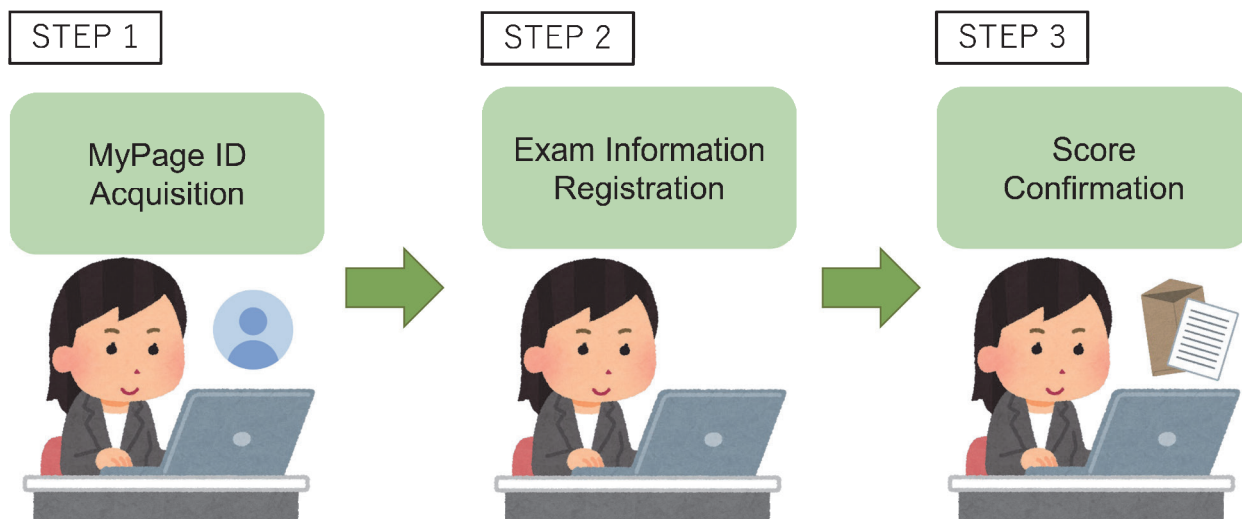 STEP 1
MyPage ID
Acquisition
STEP 2
Exam Information
Registration
STEP 3
Score
Confirmation